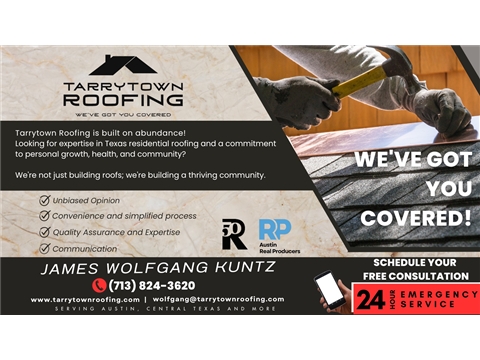 TARRYTOWN
ROOFING
WE'VE GOT YOU COVERED
Tarrytown Roofing is built on abundance!
Looking for expertise in Texas residential roofing and a commitment
to personal growth, health, and community?
We're not just building roofs; we're building a thriving community.
Unbiased Opinion
Convenience and simplified process
Quality Assurance and Expertise
Communication
50
R
RP
Austin
Real Producers
WE'VE GOT
YOU
COVERED!
JAMES WOLFGANG KUNTZ
(713) 824-3620
www.tarrytownroofing.com | wolfgang@tarrytownroofing.com
SERVING AUSTIN, CENTRAL TEXAS AND MORE
SCHEDULE YOUR
FREE CONSULTATION
24 HOUR EMERGENCY
SERVICE